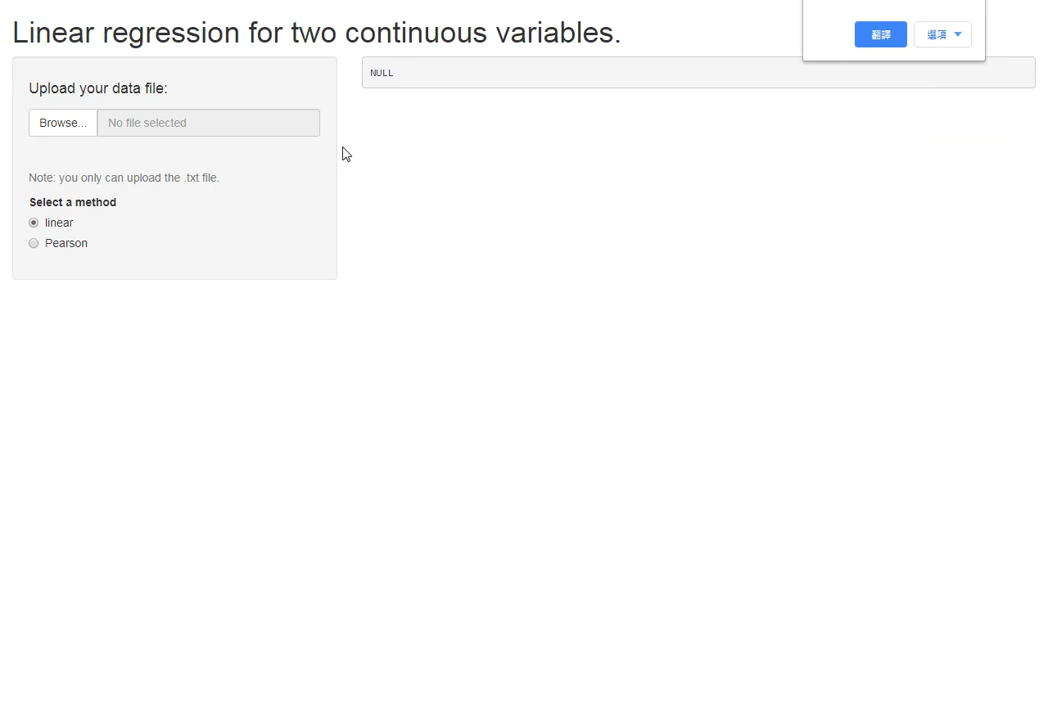 Linear regression for two continuous variables.
翻譯
選項
Upload your data file:
NULL
Browse...
No file selected
Note: you only can upload the .txt file.
Select a method
linear
Pearson